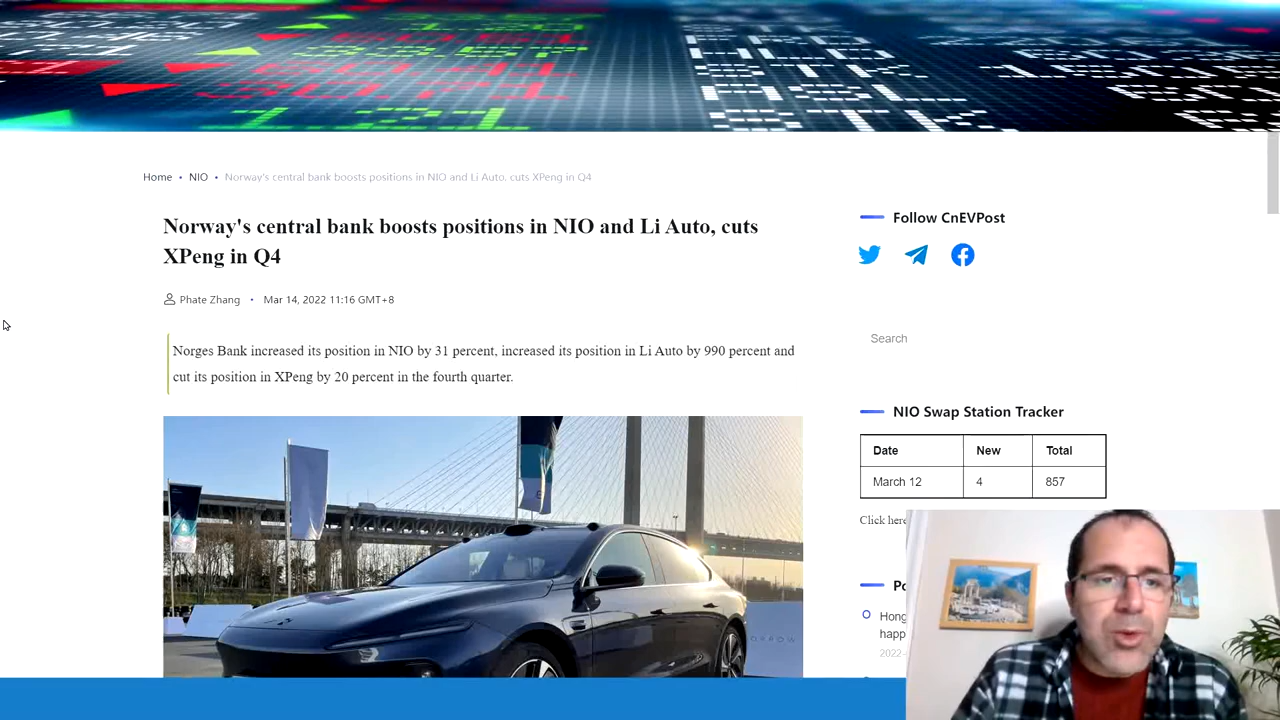 Home • NIO • Norway's central bank boosts positions in NIO and Li Auto, cuts XPeng in Q4
Norway's central bank boosts positions in NIO and Li Auto, cuts
XPeng in Q4
Phate Zhang • Mar 14, 2022 11:16 GMT+8
Norges Bank increased its position in NIO by 31 percent, increased its position in Li Auto by 990 percent and
cut its position in XPeng by 20 percent in the fourth quarter.
Follow CnEVPost
Search
NIO Swap Station Tracker
Date New Total
March 12 4 857
Click here